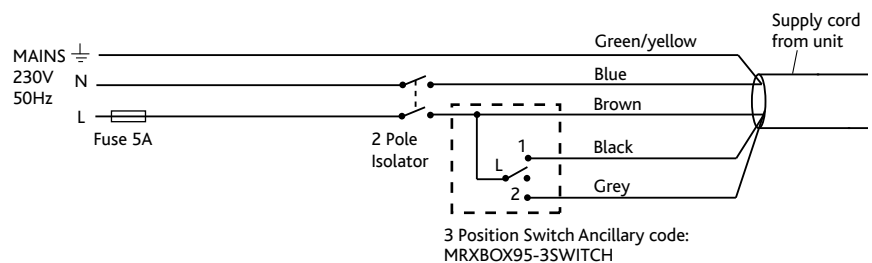 Supply cord
from unit
Green/yellow
MAINS
230V
50Hz
N
Blue
L
Brown
Fuse 5A
2 Pole
Isolator
1
Black
L
2
Grey
3 Position Switch Ancillary code:
MRXBOX95-3SWITCH